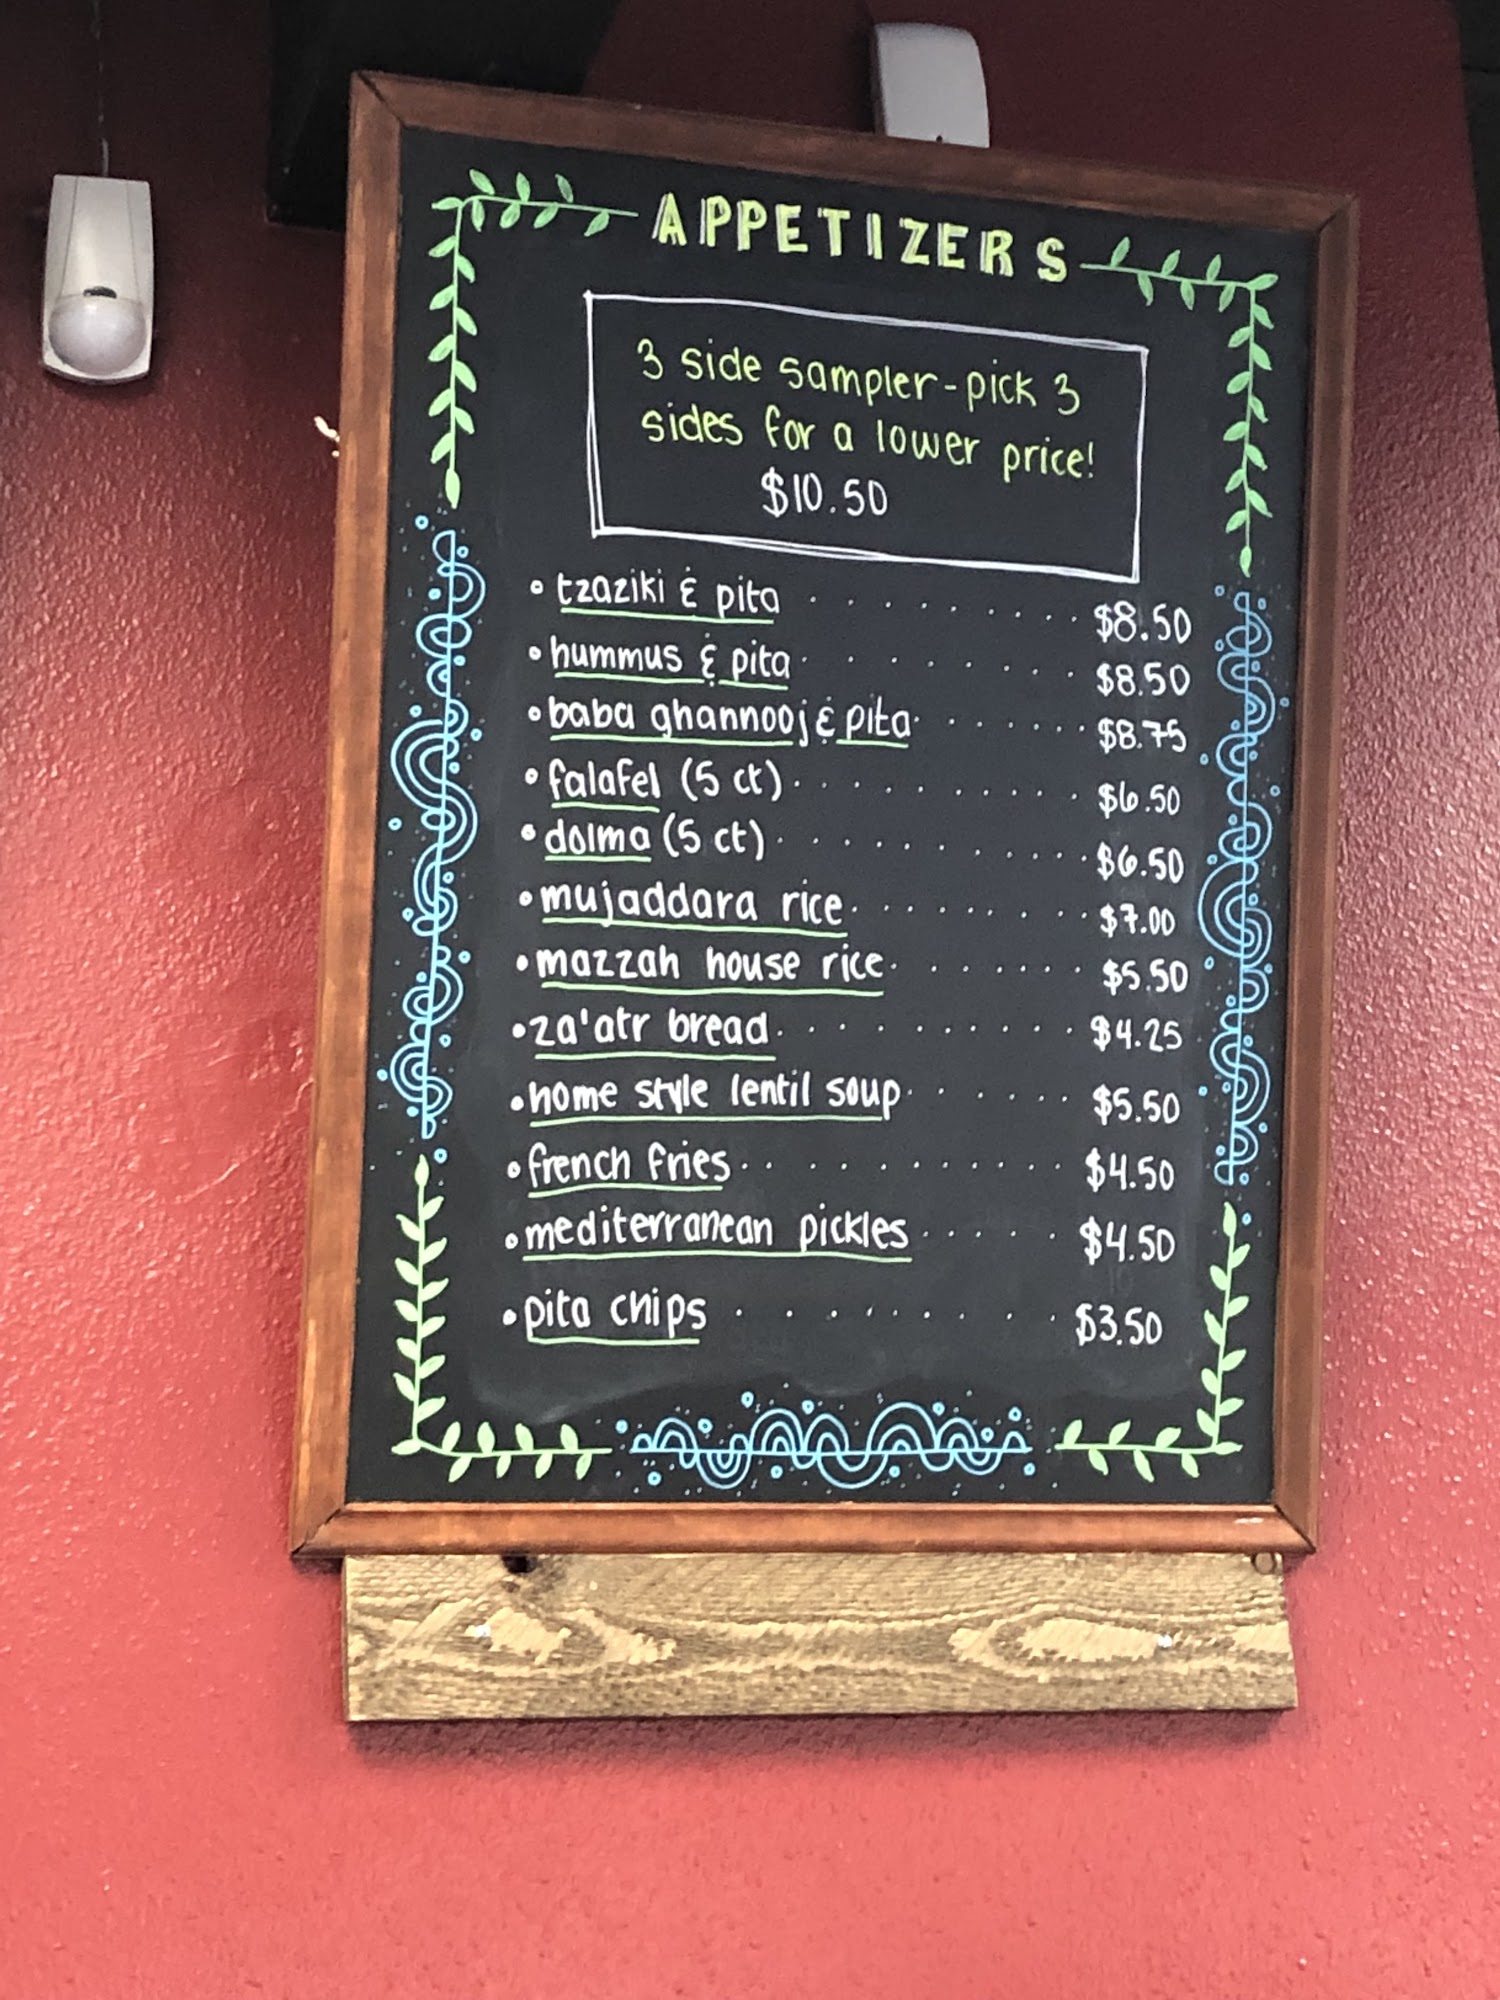 APPETIZERS
3 side sampler-pick 3
sides for a lower price!
$10.50
• tzaziki & pita . . . . . . . . . . $8.50
• hummus & pita . . . . . . . . . $8.50
• baba ghannooj & pita . . . . . . $8.75
• falafel (5 ct) . . . . . . . . . . . $6.50
• dolma (5 ct) . . . . . . . . . . . $6.50
• mujaddara rice . . . . . . . . . $7.00
• mazzah house rice . . . . . . . $5.50
• za'atr bread . . . . . . . . . . $4.25
• home style lentil soup . . . . . . $5.50
• french fries . . . . . . . . . . . $4.50
• mediterranean pickles . . . . . $4.50
• pita chips . . . . . . . . . . $3.50